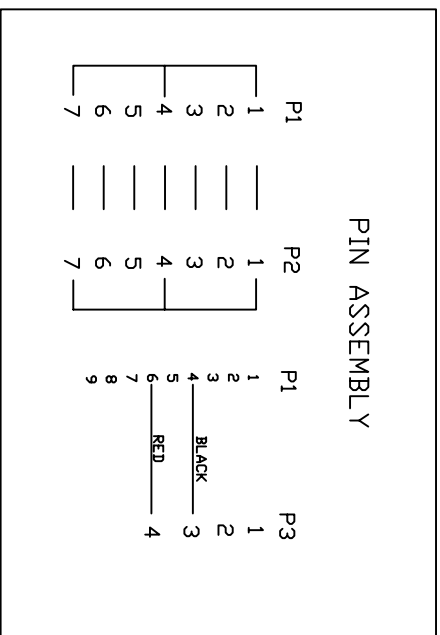 PIN ASSEMBLY
P1 P2 P1 P3
1 1 1 1
2 2 2 2
3
3 3 4 BLACK 3
4 4 5
6 RED 4
5 5 7
8
6 6 9
7 7